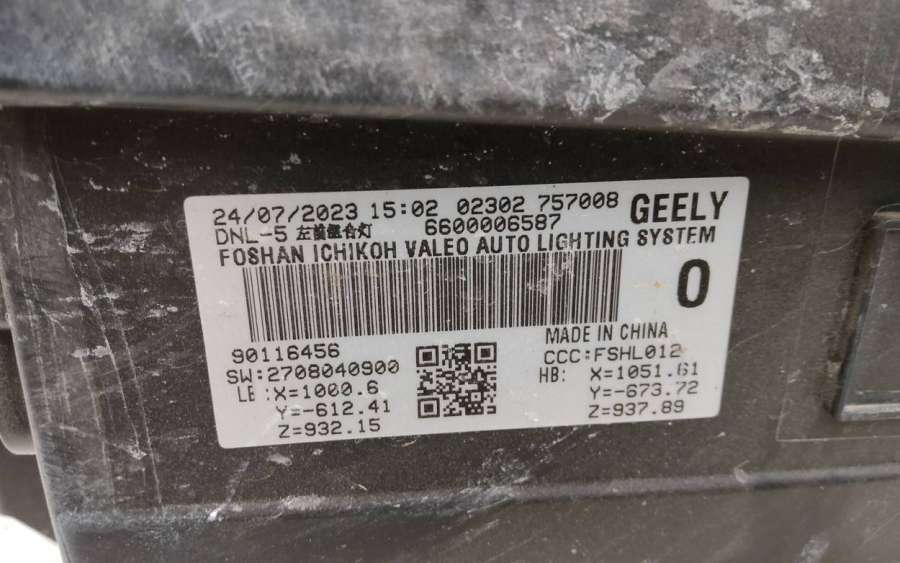 24/07/2023 15:02 02302 757008 GEELY
DNL-5 左前组合灯 6600006587
FOSHAN ICHIKOH VALEO AUTO LIGHTING SYSTEM
0
MADE IN CHINA
90116456 CCC:FSHL012
SW:2708040900 HB: X=1051.61
LB :X=1000.6 Y=-673.72
Y=-612.41 Z=937.89
Z=932.15